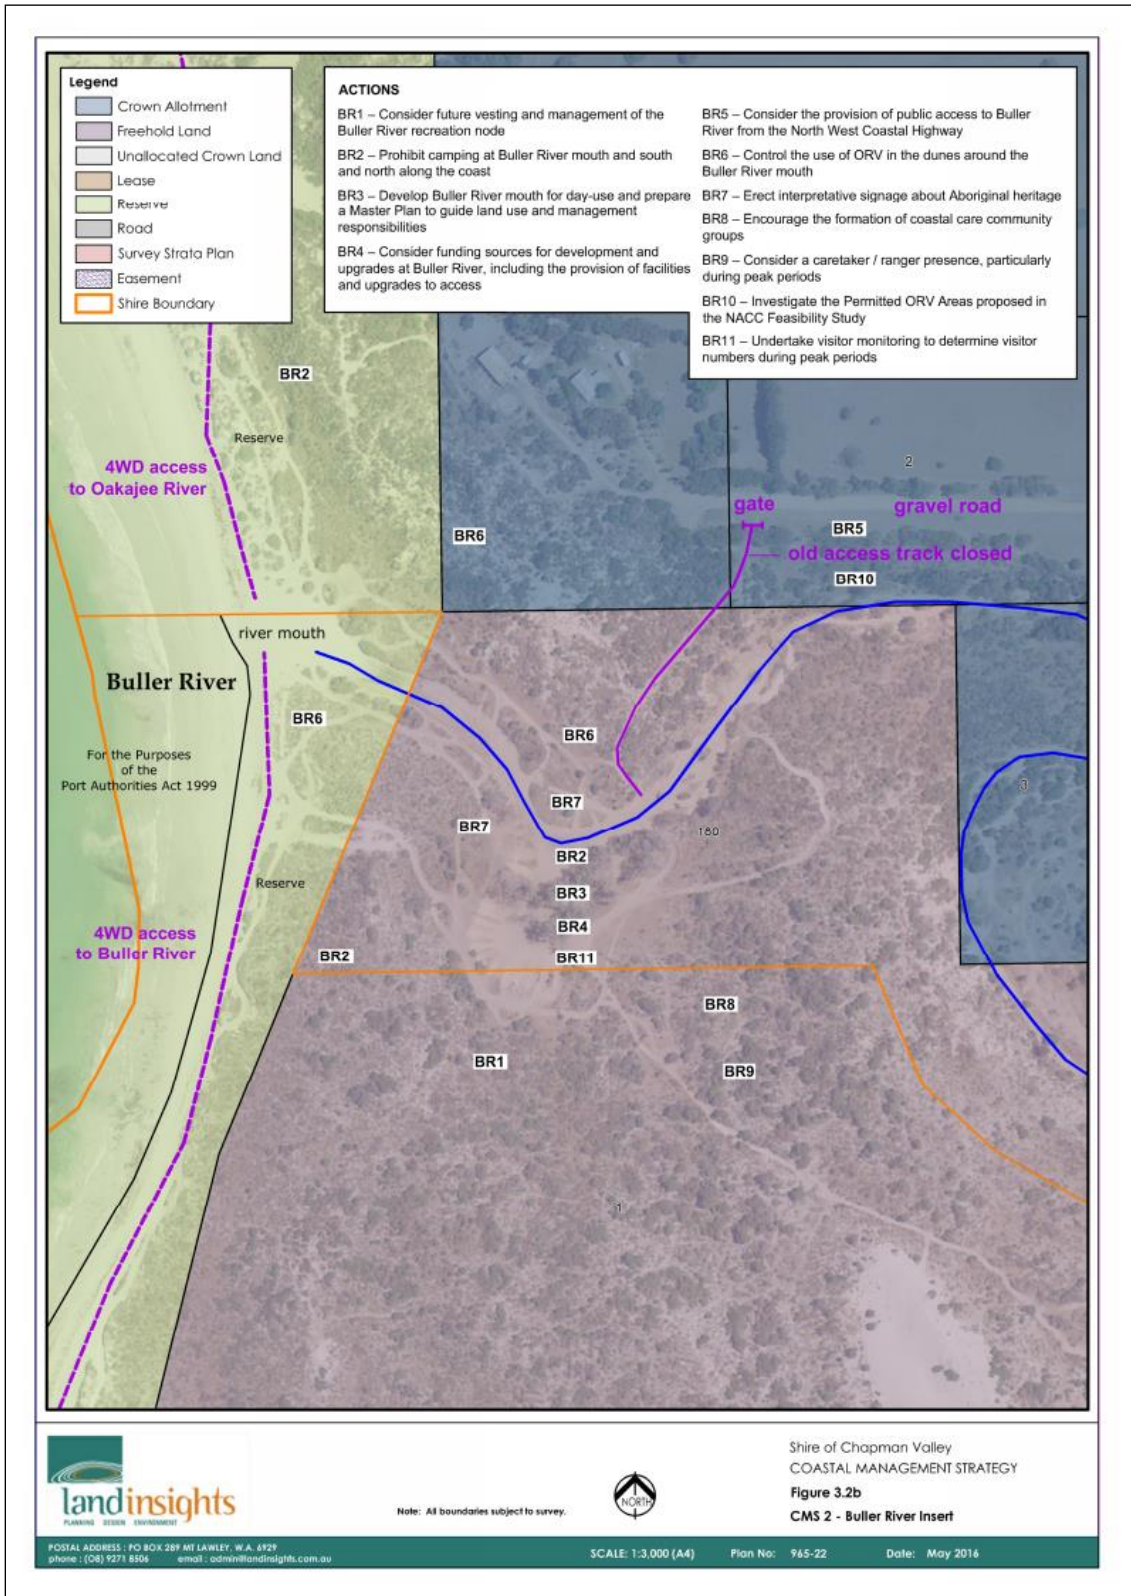 Legend
Crown Allotment
Freehold Land
Unallocated Crown Land
Lease
Reserve
Road
Survey Strata Plan
Easement
Shire Boundary
ACTIONS
BR1 – Consider future vesting and management of the
Buller River recreation node
BR2 – Prohibit camping at Buller River mouth and south
and north along the coast
BR3 – Develop Buller River mouth for day-use and prepare
a Master Plan to guide land use and management
responsibilities
BR4 – Consider funding sources for development and
upgrades at Buller River, including the provision of facilities
and upgrades to access
BR5 – Consider the provision of public access to Buller
River from the North West Coastal Highway
BR6 – Control the use of ORV in the dunes around the
Buller River mouth
BR7 – Erect interpretative signage about Aboriginal heritage
BR8 – Encourage the formation of coastal care community
groups
BR9 – Consider a caretaker / ranger presence, particularly
during peak periods
BR10 – Investigate the Permitted ORV Areas proposed in
the NACC Feasibility Study
BR11 – Undertake visitor monitoring to determine visitor
numbers during peak periods
BR2
Reserve
4WD access
to Oakajee River
2
gate
gravel road
BR5
BR6
old access track closed
BR10
river mouth
Buller River
BR6
BR6
For the Purposes
of the
Port Authorities Act 1999
3
BR7
BR7
180
BR2
Reserve
BR3
BR4
4WD access
to Buller River
BR2
BR11
BR8
BR1
BR9
1
landinsights
PLANNING DESIGN ENVIRONMENT
Note: All boundaries subject to survey.
NORTH
Shire of Chapman Valley
COASTAL MANAGEMENT STRATEGY
Figure 3.2b
CMS 2 - Buller River Insert
POSTAL ADDRESS : PO BOX 289 MT LAWLEY, W.A. 6929
phone : (08) 9271 8506 email : admin@landinsights.com.au
SCALE: 1:3,000 (A4) Plan No: 965-22 Date: May 2016